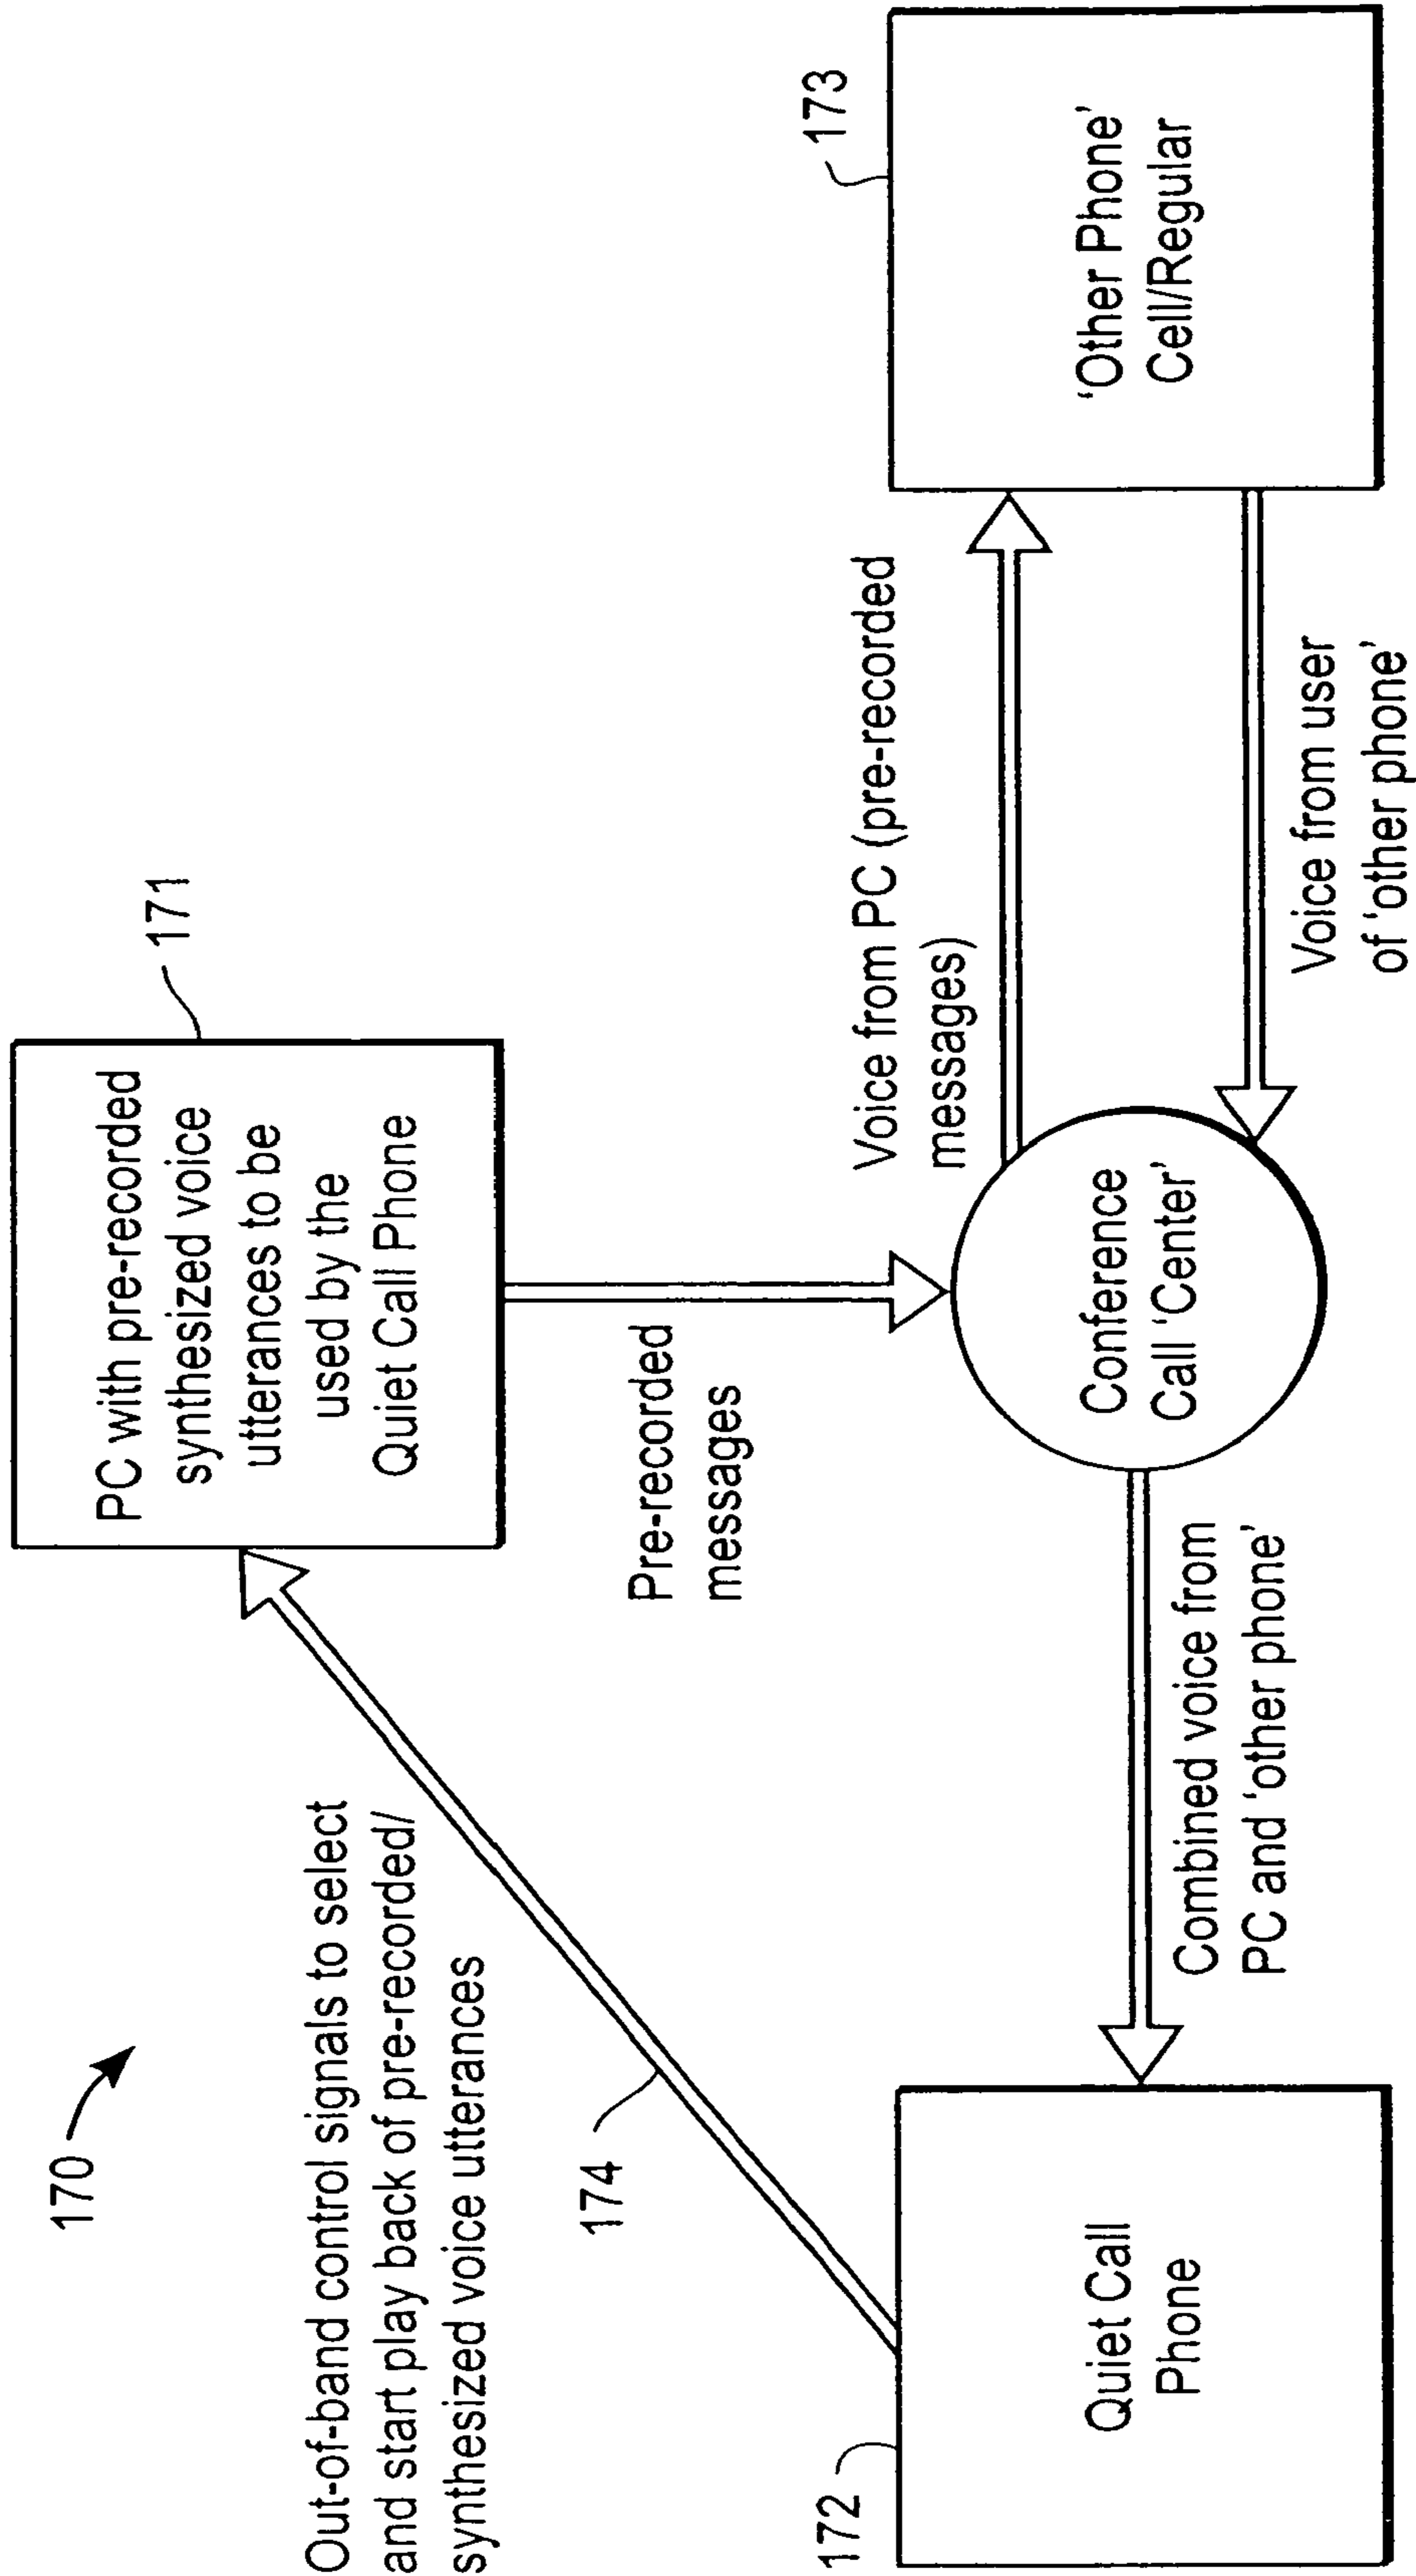 170
Out-of-band control signals to select
and start play back of pre-recorded/
synthesized voice utterances
174
PC with pre-recorded
synthesized voice
utterances to be
used by the
Quiet Call Phone
171
Pre-recorded
messages
172
Quiet Call
Phone
Combined voice from
PC and 'other phone'
Conference
Call 'Center'
Voice from PC (pre-recorded
messages)
Voice from user
of 'other phone'
173
'Other Phone'
Cell/Regular